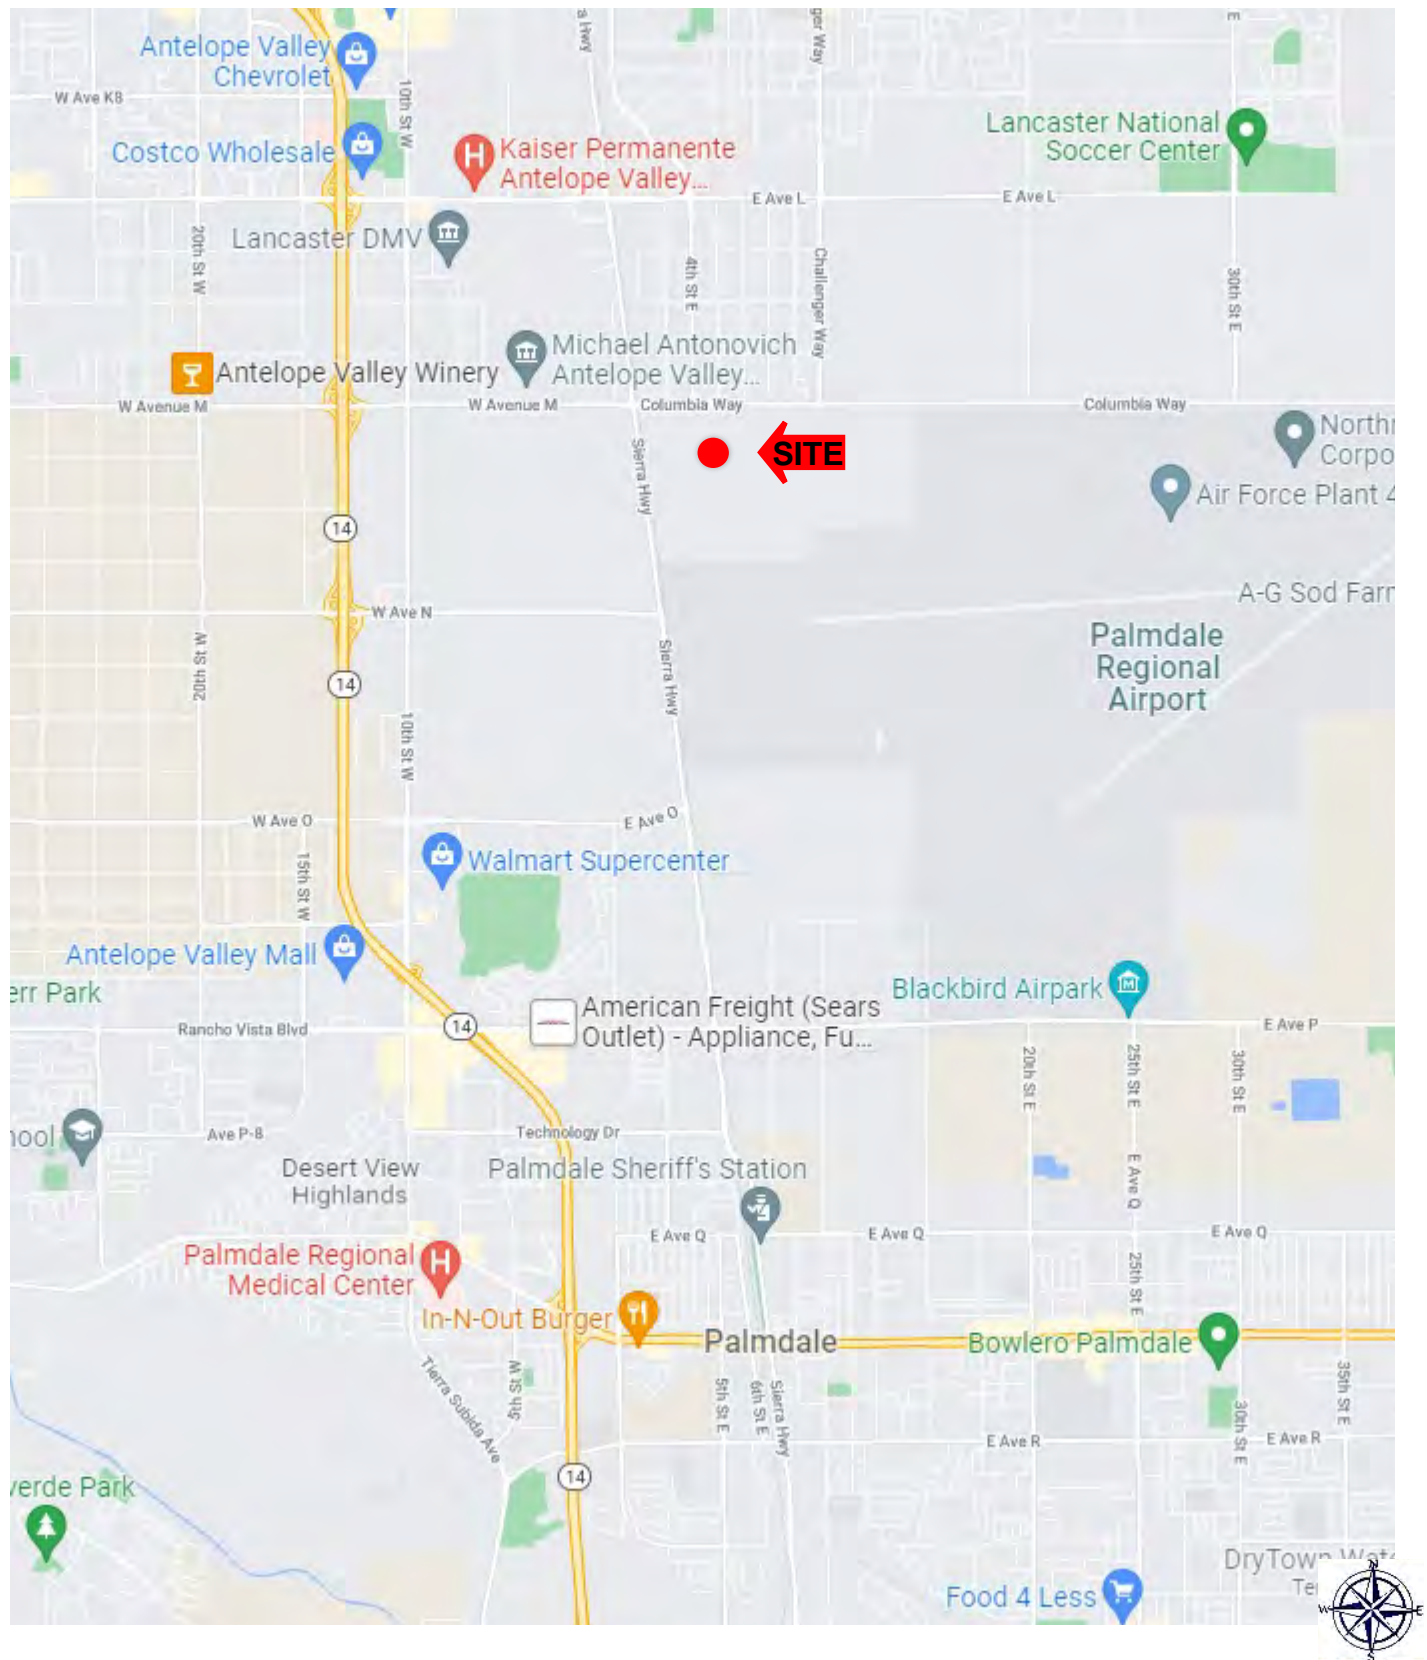 Antelope Valley
Chevrolet
W Ave K8
10th St W
Challenger Way
Costco Wholesale
Kaiser Permanente
Antelope Valley...
Lancaster National
Soccer Center
E Ave L
E Ave L
20th St W
Lancaster DMV
4th St E
30th St E
Michael Antonovich
Antelope Valley...
Antelope Valley Winery
W Avenue M
W Avenue M
Columbia Way
Columbia Way
SITE
Sierra Hwy
Air Force Plant 4
14
A-G Sod Farm
W Ave N
Palmdale
Regional
Airport
20th St W
Sierra Hwy
14
10th St W
W Ave O
E Ave O
Walmart Supercenter
15th St W
Antelope Valley Mall
Blackbird Airpark
err Park
American Freight (Sears
Outlet) - Appliance, Fu...
Rancho Vista Blvd
14
E Ave P
20th St E
25th St E
30th St E
hool
Ave P-8
Technology Dr
Desert View
Highlands
Palmdale Sheriff's Station
E Ave Q
E Ave Q
E Ave Q
E Ave Q
Palmdale Regional
Medical Center
25th St E
In-N-Out Burger
Palmdale
Bowlero Palmdale
Tierra Subida Ave
5th St W
5th St E
6th St E
Sierra Hwy
35th St E
30th St E
E Ave R
E Ave R
14
verde Park
DryTown
Food 4 Less
N
W
E
S